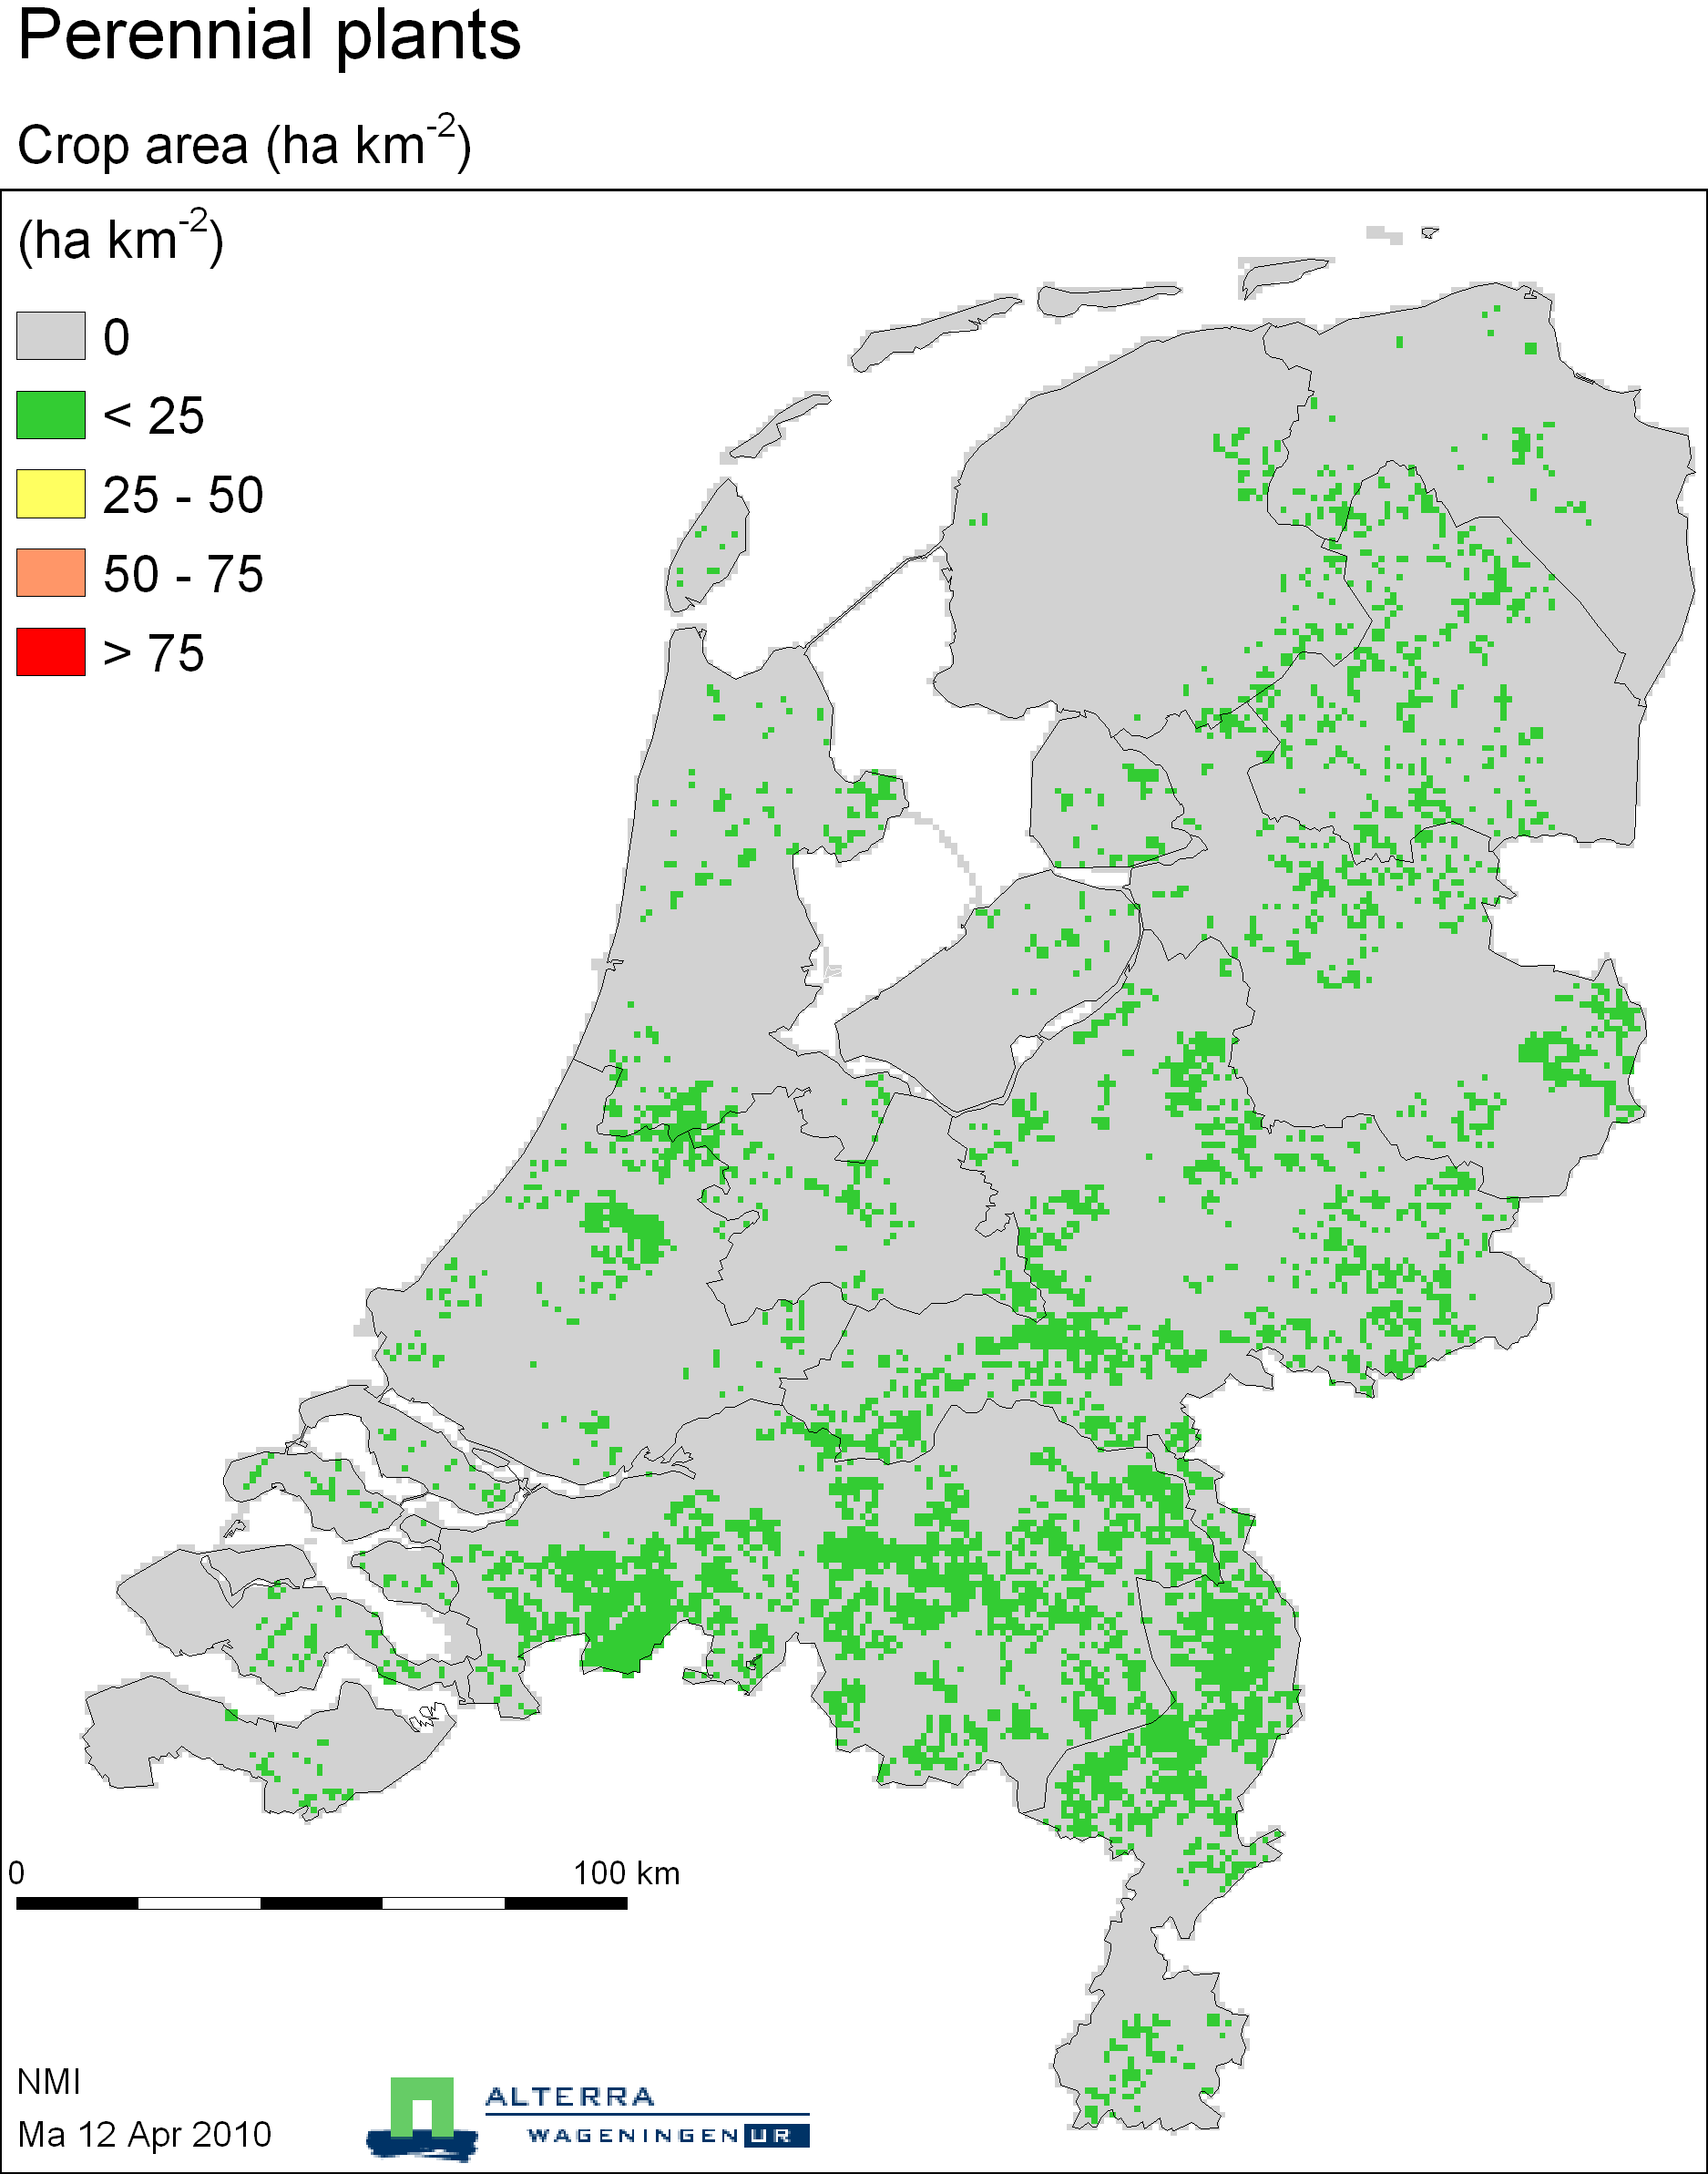 Perennial plants
Crop area (ha km-2)
(ha km-2)
0
< 25
25 - 50
50 - 75
> 75
0 100 km
NMI
Ma 12 Apr 2010
ALTERRA
WAGENINGEN UR